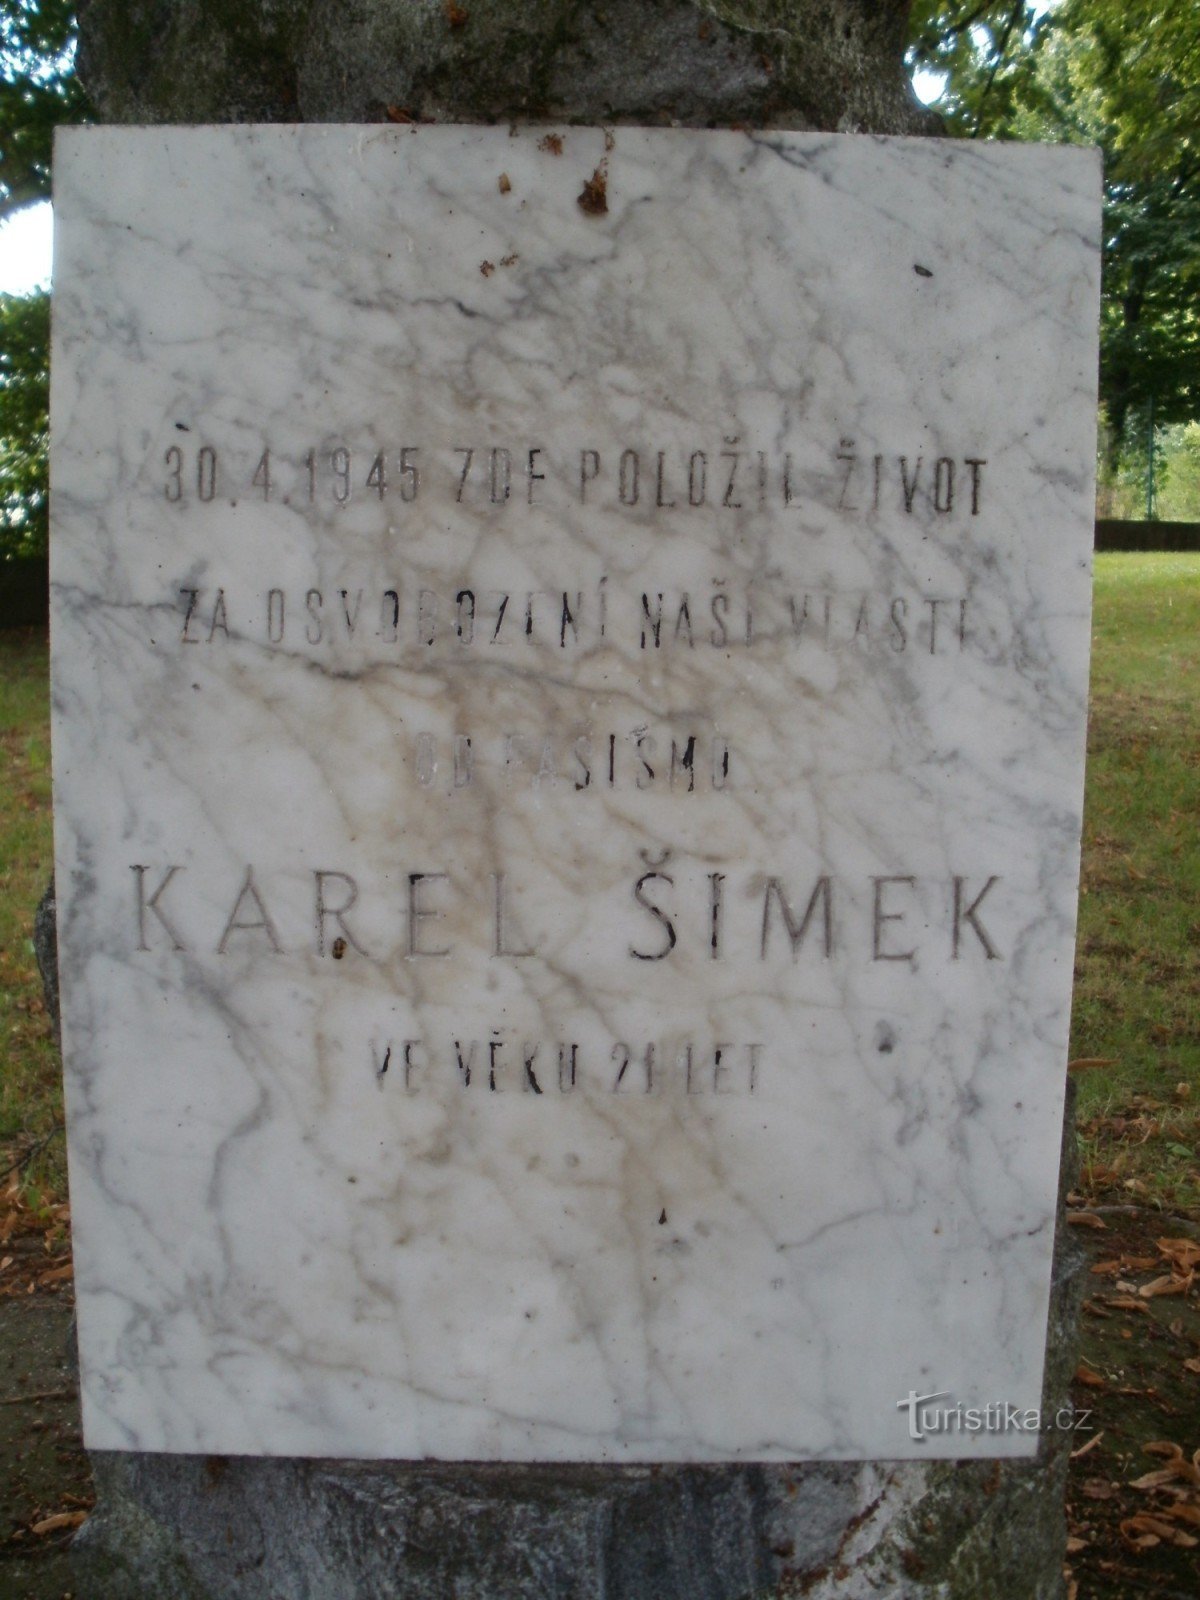 30.4.1945 ZDE POLOŽIL ŽIVOT
ZA OSVOBOZENÍ NAŠÍ VLASTI
OD FAŠISMU
KAREL ŠIMEK
VE VĚKU 21 LET
Turistika.cz